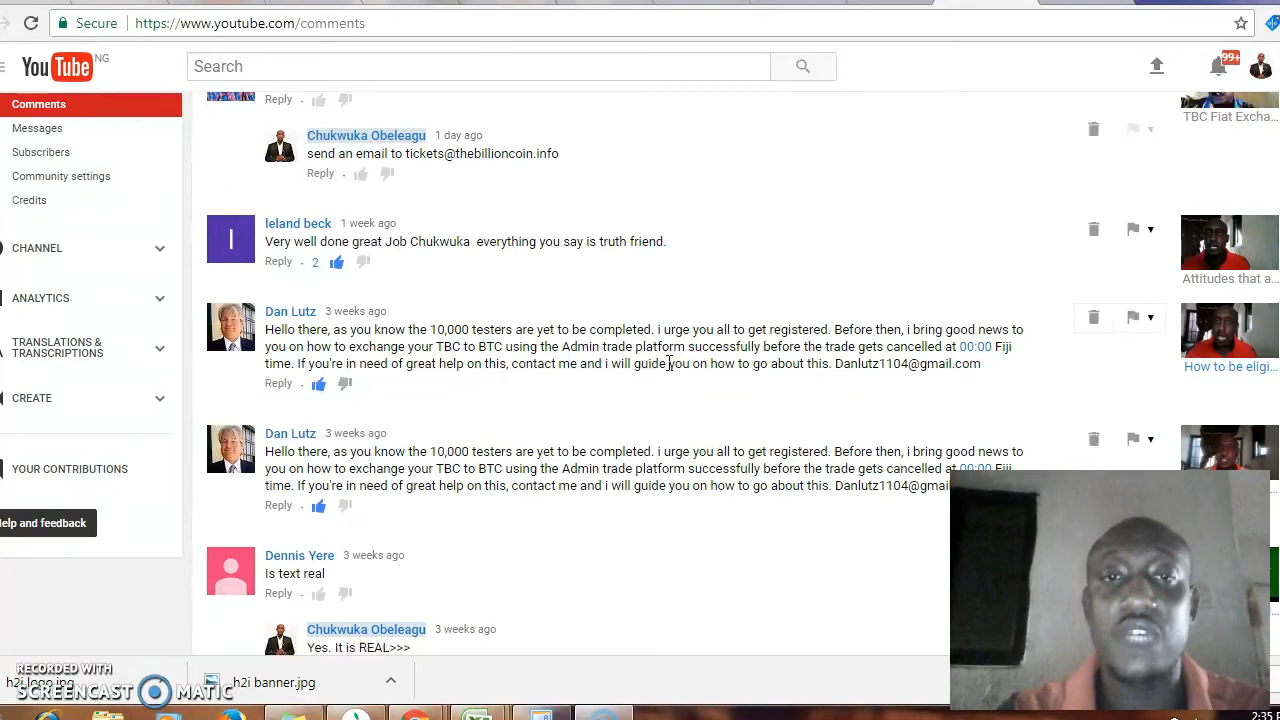 Secure
https://www.youtube.com/comments
YouTube NG
Search
99+
Comments
Messages
Subscribers
Community settings
Credits
CHANNEL
ANALYTICS
TRANSLATIONS &
TRANSCRIPTIONS
CREATE
YOUR CONTRIBUTIONS
Help and feedback
Reply
TBC Fiat Excha...
Chukwuka Obeleagu 1 day ago
send an email to tickets@thebillioncoin.info
Reply
leland beck 1 week ago
Very well done great Job Chukwuka everything you say is truth friend.
Reply 2
Attitudes that a...
Dan Lutz 3 weeks ago
Hello there, as you know the 10,000 testers are yet to be completed. i urge you all to get registered. Before then, i bring good news to
you on how to exchange your TBC to BTC using the Admin trade platform successfully before the trade gets cancelled at 00:00 Fiji
time. If you're in need of great help on this, contact me and i will guide you on how to go about this. Danlutz1104@gmail.com
Reply
How to be eligi...
Dan Lutz 3 weeks ago
Hello there, as you know the 10,000 testers are yet to be completed. i urge you all to get registered. Before then, i bring good news to
you on how to exchange your TBC to BTC using the Admin trade platform successfully before the trade gets cancelled at 00:00 Fiji
time. If you're in need of great help on this, contact me and i will guide you on how to go about this. Danlutz1104@gmail
Reply
Dennis Yere 3 weeks ago
Is text real
Reply
Chukwuka Obeleagu 3 weeks ago
Yes. It is REAL>>>
RECORDED WITH
SCREENCAST MATIC
h2i logo.jpg
h2i banner.jpg
2:35